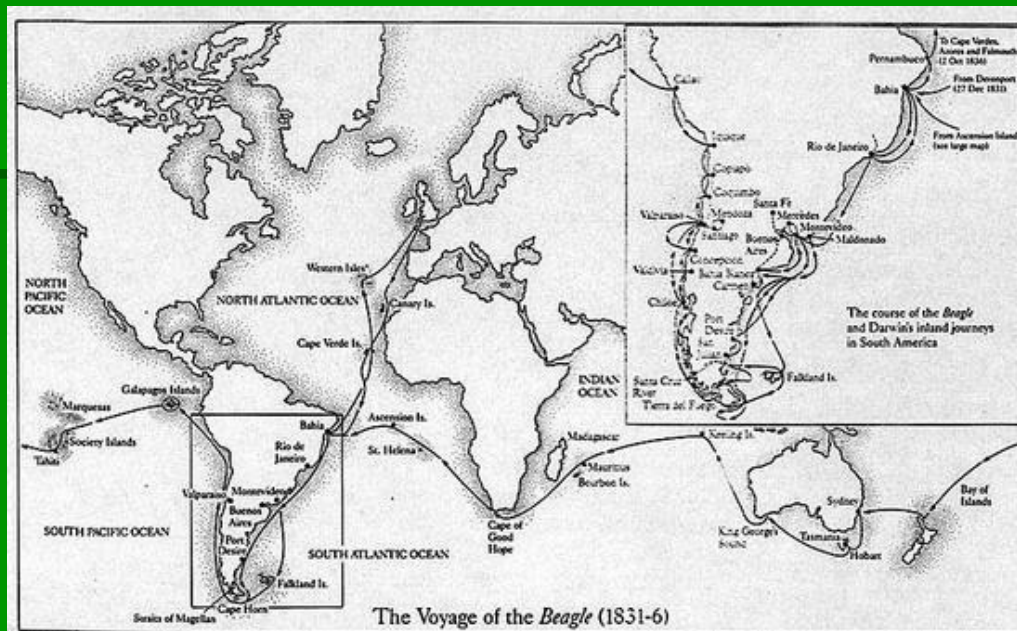 To Cape Verdes,
Azores and Falmouth
(2 Oct 1836)
Pernambuco
From Devonport
(27 Dec 1831)
Bahia
From Ascension Island
(see large map)
Rio de Janeiro
Callao
Iquique
Copiapó
Coquimbo
Santa Fé
Mercedes
Valparaiso
Mendoza
Montevideo
Santiago
Buenos
Aires
Maldonado
Concepcion
Valdivia
Carmen
Chiloe
Port
Desire
San
Julian
Santa Cruz
River
Falkland Is.
Tierra del Fuego
The course of the Beagle
and Darwin's inland journeys
in South America
NORTH
PACIFIC
OCEAN
Western Isles
NORTH ATLANTIC OCEAN
Canary Is.
Cape Verde Is.
INDIAN
OCEAN
Galapagos Islands
Marquesas
Society Islands
Tahiti
Bahia
Ascension Is.
St. Helena
Rio de
Janeiro
Madagascar
Mauritius
Bourbon Is.
Keeling Is.
Valparaiso
Montevideo
Buenos
Aires
Port
Desire
SOUTH PACIFIC OCEAN
SOUTH ATLANTIC OCEAN
Cape of
Good
Hope
King George's
Sound
Sydney
Tasmania
Hobart
Bay of
Islands
Falkland Is.
Cape Horn
Straits of Magellan
The Voyage of the Beagle (1831-6)